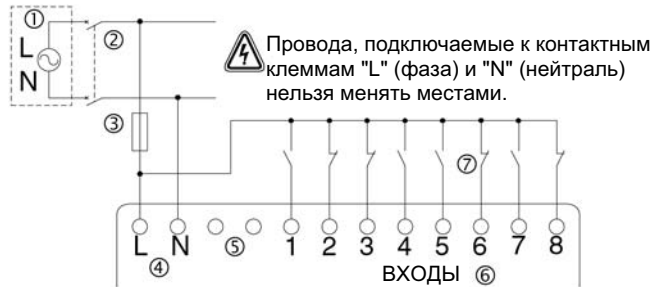 ①
②
L
N
Провода, подключаемые к контактным
клеммам "L" (фаза) и "N" (нейтраль)
нельзя менять местами.
③
⑦
L N ⑤ 1 2 3 4 5 6 7 8
④
ВХОДЫ ⑥